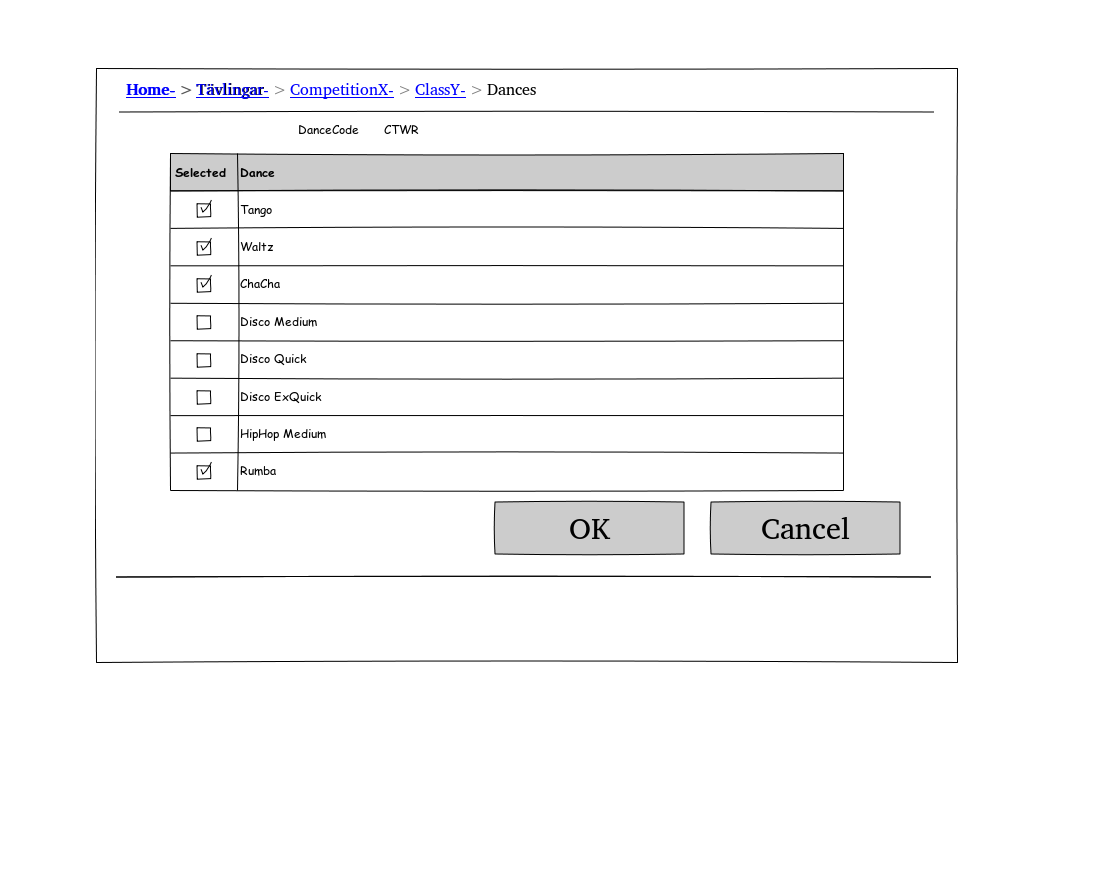 Home- > Tävlingar- > CompetitionX- > ClassY- > Dances
DanceCode CTWR
Selected Dance
Tango
Waltz
ChaCha
Disco Medium
Disco Quick
Disco ExQuick
HipHop Medium
Rumba
OK Cancel